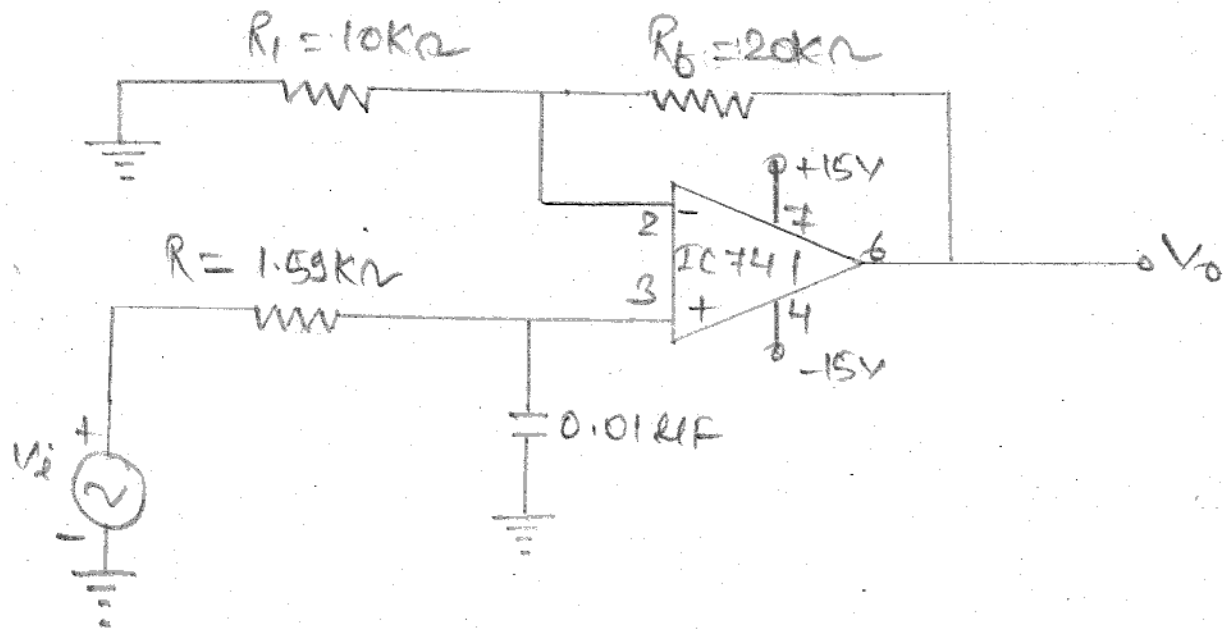 R1 = 10KΩ
Rf = 20KΩ
+15V
7
2
-
IC741
6
Vo
R = 1.59KΩ
3
+
4
-15V
0.01µF
+
Vi
-